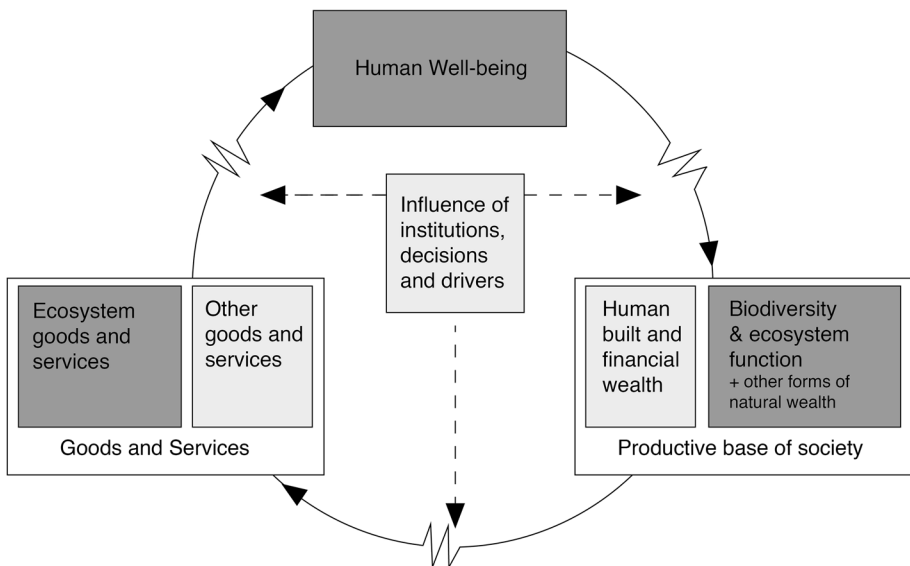 Human Well-being
Influence of
institutions,
decisions
and drivers
Ecosystem
goods and
services
Other
goods and
services
Goods and Services
Human
built and
financial
wealth
Biodiversity
& ecosystem
function
+ other forms of
natural wealth
Productive base of society